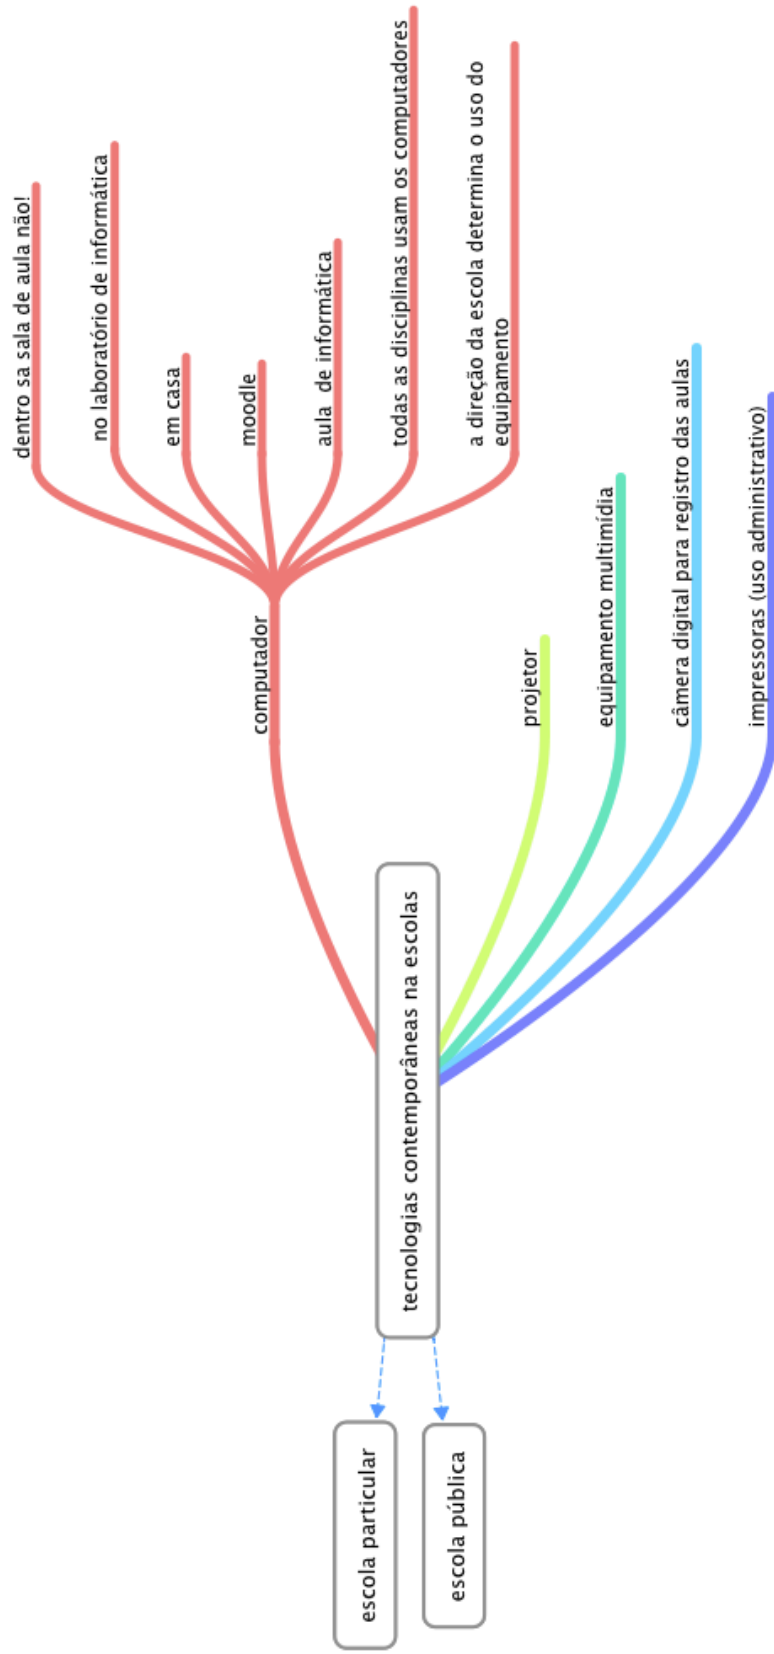 dentro sa sala de aula não!
no laboratório de informática
em casa
moodle
aula  de informática
todas as disciplinas usam os computadores
a direção da escola determina o uso do
equipamento
computador
projetor
equipamento multimídia
câmera digital para registro das aulas
impressoras (uso administrativo)
tecnologias contemporâneas na escolas
escola particular
escola pública